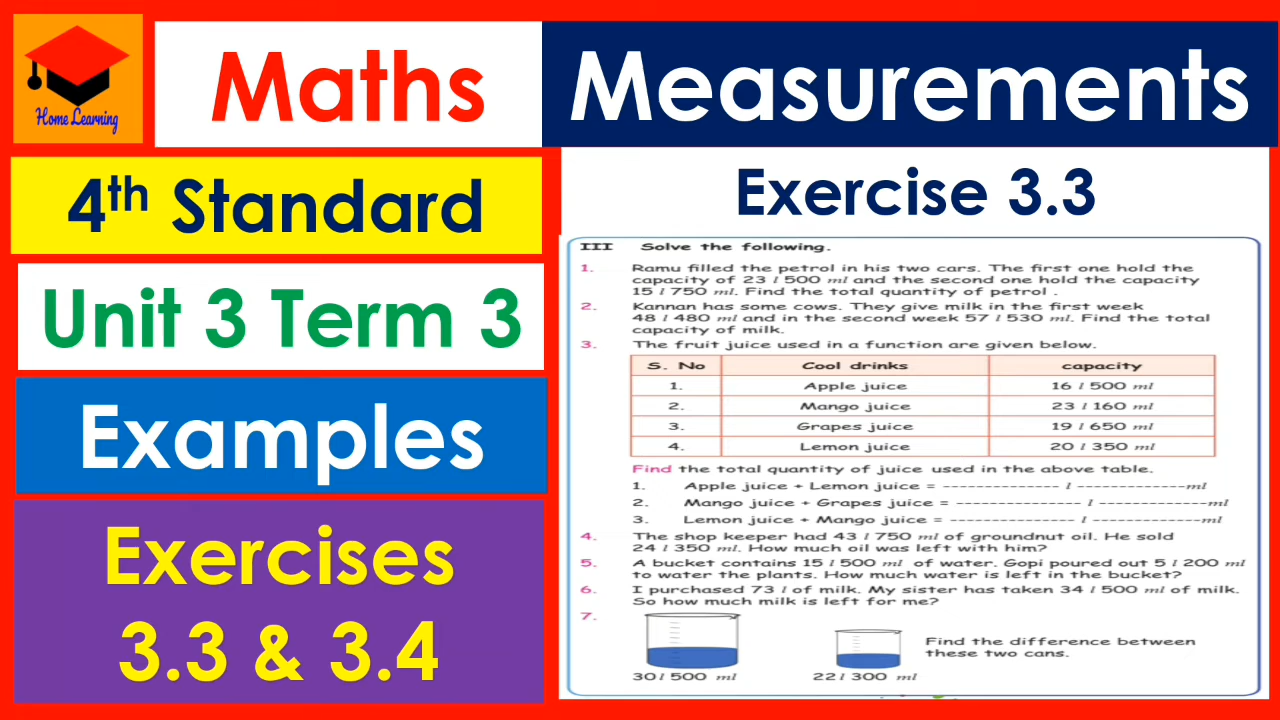 Home Learning
Maths
Measurements
4th Standard
Unit 3 Term 3
Examples
Exercises
3.3 & 3.4
Exercise 3.3
III Solve the following.
1. Ramu filled the petrol in his two cars. The first one hold the
capacity of 23 l 500 ml and the second one hold the capacity
15 l 750 ml. Find the total quantity of petrol .
2. Kannan has some cows. They give milk in the first week
48 l 480 ml and in the second week 57 l 530 ml. Find the total
capacity of milk.
3. The fruit juice used in a function are given below.
S. No Cool drinks capacity
1. Apple juice 16 l 500 ml
2. Mango juice 23 l 160 ml
3. Grapes juice 19 l 650 ml
4. Lemon juice 20 l 350 ml
Find the total quantity of juice used in the above table.
1. Apple juice + Lemon juice = -------------- l -------------ml
2. Mango juice + Grapes juice = --------------- l --------------ml
3. Lemon juice + Mango juice = --------------- l --------------ml
4. The shop keeper had 43 l 750 ml of groundnut oil. He sold
24 l 350 ml. How much oil was left with him?
5. A bucket contains 15 l 500 ml of water. Gopi poured out 5 l 200 ml
to water the plants. How much water is left in the bucket?
6. I purchased 73 l of milk. My sister has taken 34 l 500 ml of milk.
So how much milk is left for me?
7. Find the difference between
these two cans.
30 l 500 ml 22 l 300 ml